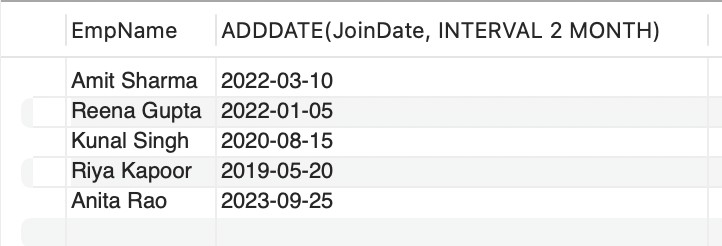 EmpName ADDDATE(JoinDate, INTERVAL 2 MONTH)
Amit Sharma 2022-03-10
Reena Gupta 2022-01-05
Kunal Singh 2020-08-15
Riya Kapoor 2019-05-20
Anita Rao 2023-09-25